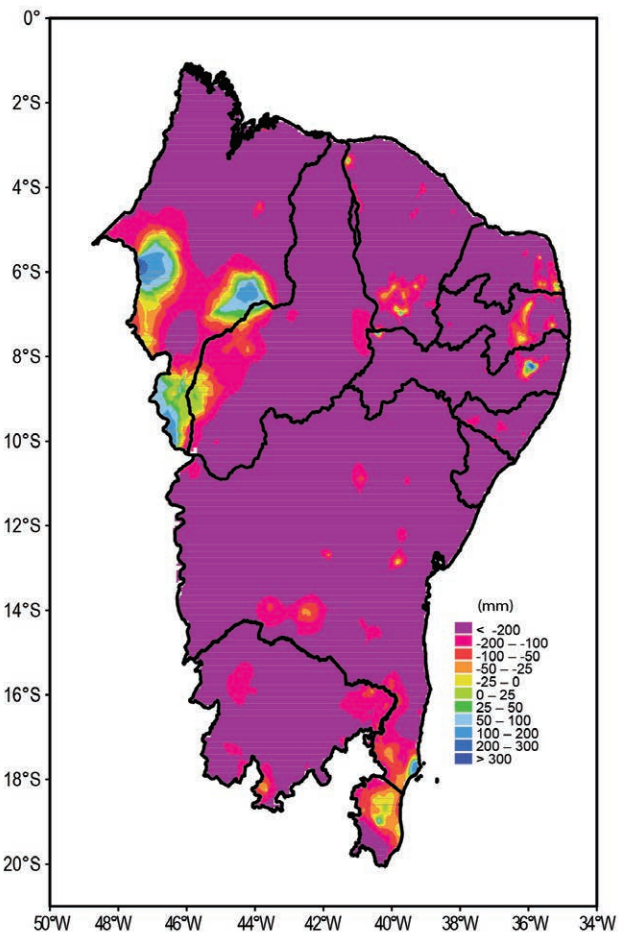 0°
2°S
4°S
6°S
8°S
10°S
12°S
14°S
16°S
18°S
20°S
(mm)
< -200
-200 – -100
-100 – -50
-50 – -25
-25 – 0
0 – 25
25 – 50
50 – 100
100 – 200
200 – 300
> 300
50°W 48°W 46°W 44°W 42°W 40°W 38°W 36°W 34°W